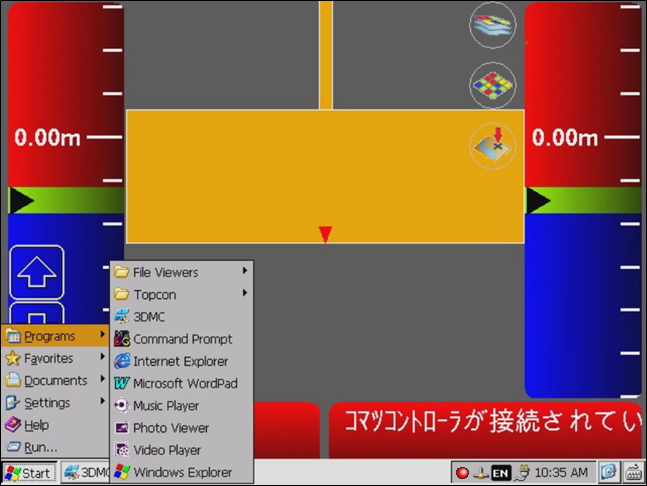 0.00m
0.00m
File Viewers
Topcon
3DMC
Command Prompt
Internet Explorer
Microsoft WordPad
Music Player
Photo Viewer
Video Player
Windows Explorer
Programs
Favorites
Documents
Settings
Help
Run...
コマツコントローラが接続されてい
Start
3DMC
EN
10:35 AM